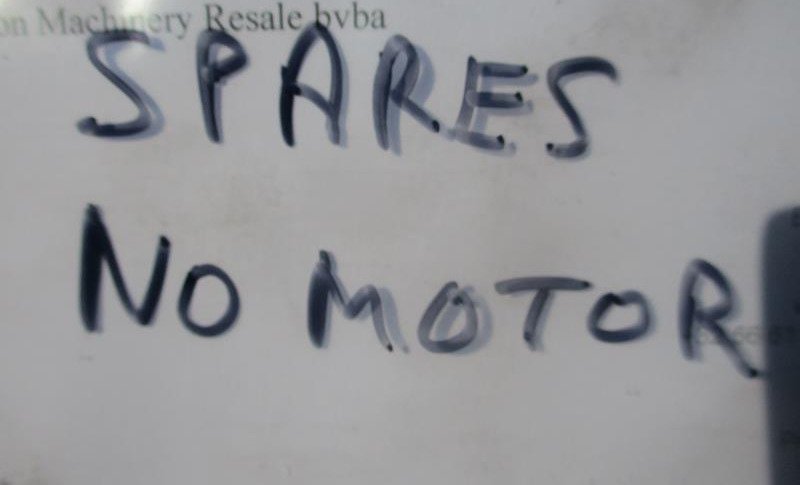 on Machinery Resale bvba
SPARES
NO MOTOR